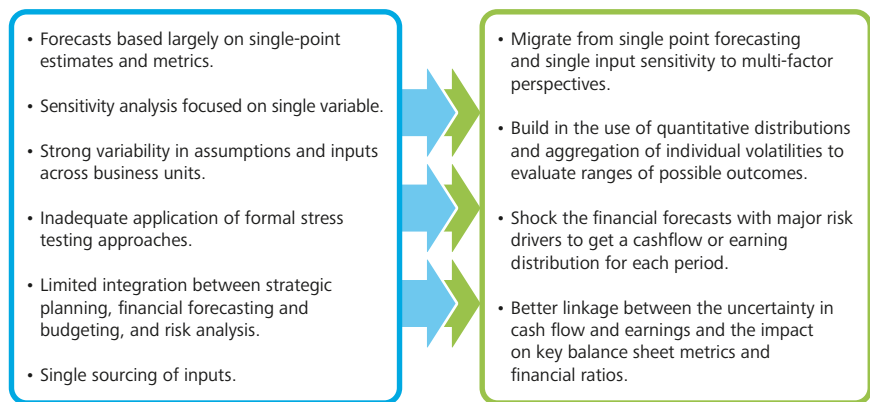 • Forecasts based largely on single-point
estimates and metrics.
• Sensitivity analysis focused on single variable.
• Strong variability in assumptions and inputs
across business units.
• Inadequate application of formal stress
testing approaches.
• Limited integration between strategic
planning, financial forecasting and
budgeting, and risk analysis.
• Single sourcing of inputs.
• Migrate from single point forecasting
and single input sensitivity to multi-factor
perspectives.
• Build in the use of quantitative distributions
and aggregation of individual volatilities to
evaluate ranges of possible outcomes.
• Shock the financial forecasts with major risk
drivers to get a cashflow or earning
distribution for each period.
• Better linkage between the uncertainty in
cash flow and earnings and the impact
on key balance sheet metrics and
financial ratios.